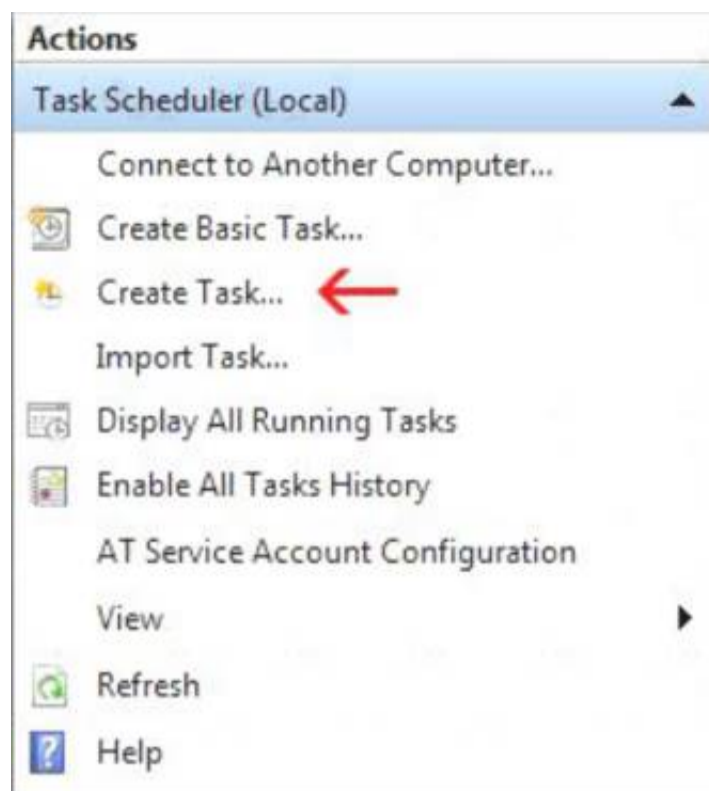 Actions
Task Scheduler (Local)
Connect to Another Computer...
Create Basic Task...
Create Task...
Import Task...
Display All Running Tasks
Enable All Tasks History
AT Service Account Configuration
View
Refresh
Help